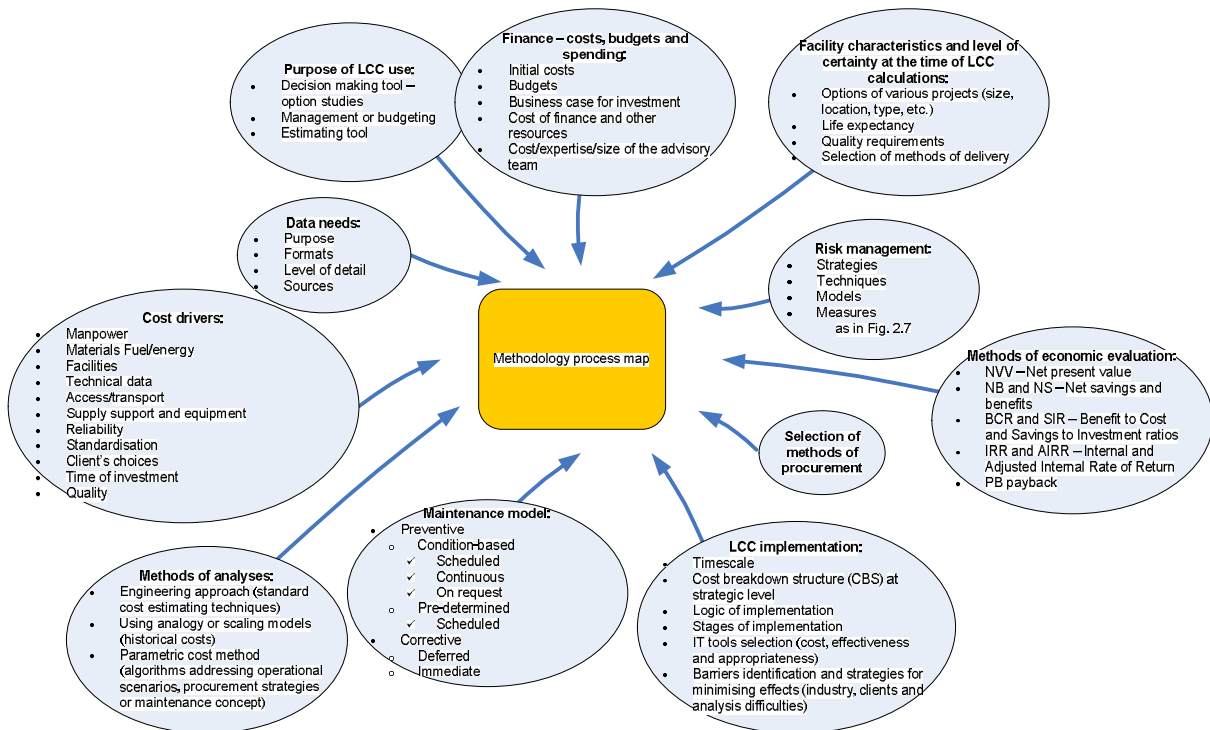 Purpose of LCC use:
Decision making tool –
option studies
Management or budgeting
Estimating tool
Finance – costs, budgets and
spending:
Initial costs
Budgets
Business case for investment
Cost of finance and other
resources
Cost/expertise/size of the advisory
team
Facility characteristics and level of
certainty at the time of LCC
calculations:
Options of various projects (size,
location, type, etc.)
Life expectancy
Quality requirements
Selection of methods of delivery
Data needs:
Purpose
Formats
Level of detail
Sources
Risk management:
Strategies
Techniques
Models
Measures
as in Fig. 2.7
Cost drivers:
Manpower
Materials Fuel/energy
Facilities
Technical data
Access/transport
Supply support and equipment
Reliability
Standardisation
Client's choices
Time of investment
Quality
Methodology process map
Methods of economic evaluation:
NVV – Net present value
NB and NS – Net savings and
benefits
BCR and SIR – Benefit to Cost
and Savings to Investment ratios
IRR and AIRR – Internal and
Adjusted Internal Rate of Return
PB payback
Selection of
methods of
procurement
Methods of analyses:
Engineering approach (standard
cost estimating techniques)
Using analogy or scaling models
(historical costs)
Parametric cost method
(algorithms addressing operational
scenarios, procurement strategies
or maintenance concept)
Maintenance model:
Preventive
Condition-based
Scheduled
Continuous
On request
Pre-determined
Scheduled
Corrective
Deferred
Immediate
LCC implementation:
Timescale
Cost breakdown structure (CBS) at
strategic level
Logic of implementation
Stages of implementation
IT tools selection (cost, effectiveness
and appropriateness)
Barriers identification and strategies for
minimising effects (industry, clients and
analysis difficulties)